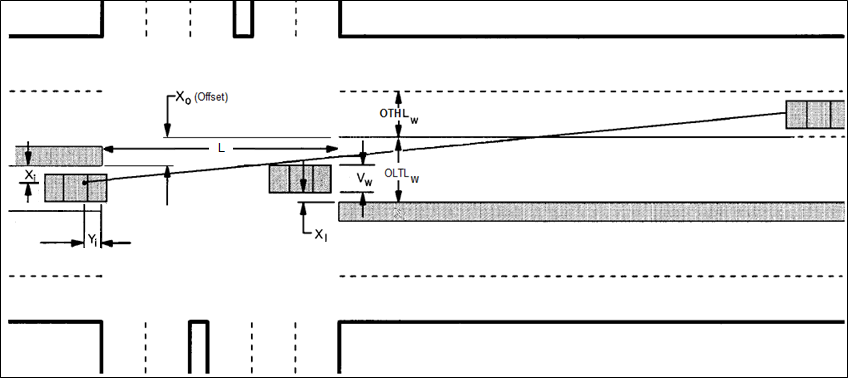 Xo (Offset)
OTHLw
L
Xi
Vw
OLTLw
Yi
Xl